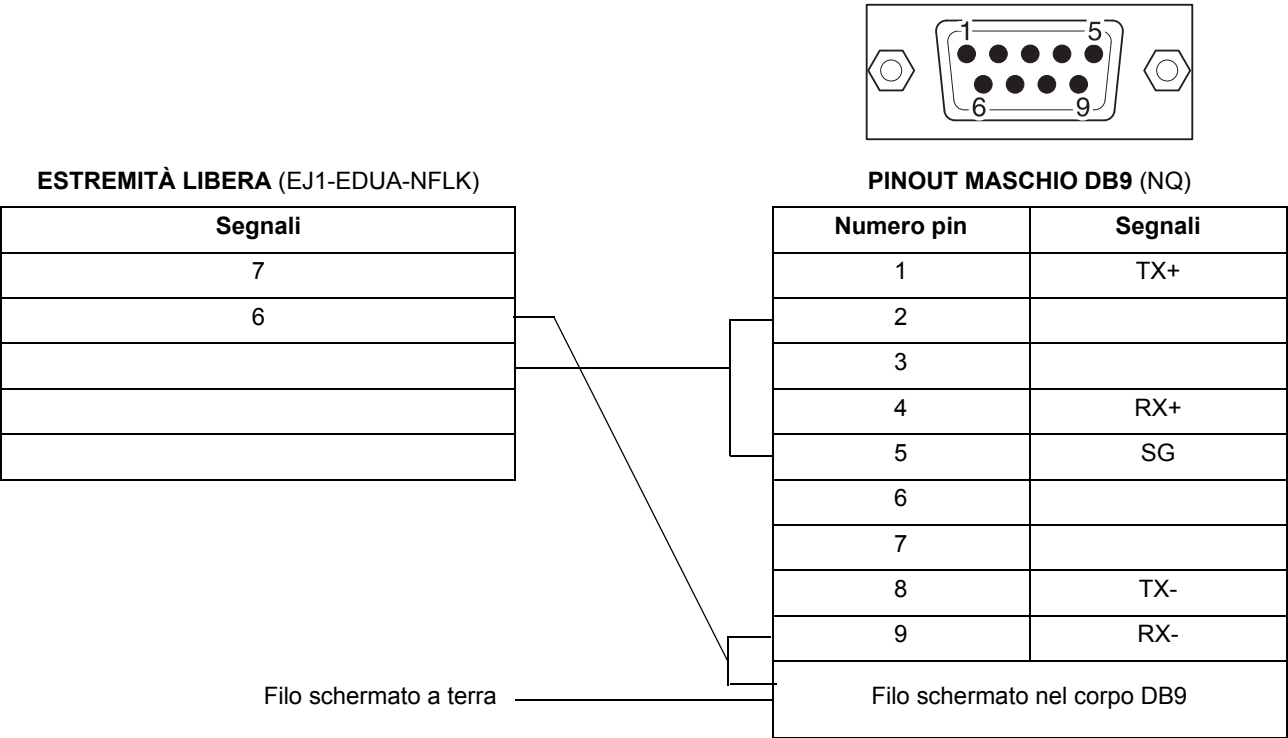 1 5
6 9
ESTREMITÀ LIBERA (EJ1-EDUA-NFLK)
PINOUT MASCHIO DB9 (NQ)
Segnali
7
6
Numero pin Segnali
1 TX+
2
3
4 RX+
5 SG
6
7
8 TX-
9 RX-
Filo schermato a terra
Filo schermato nel corpo DB9